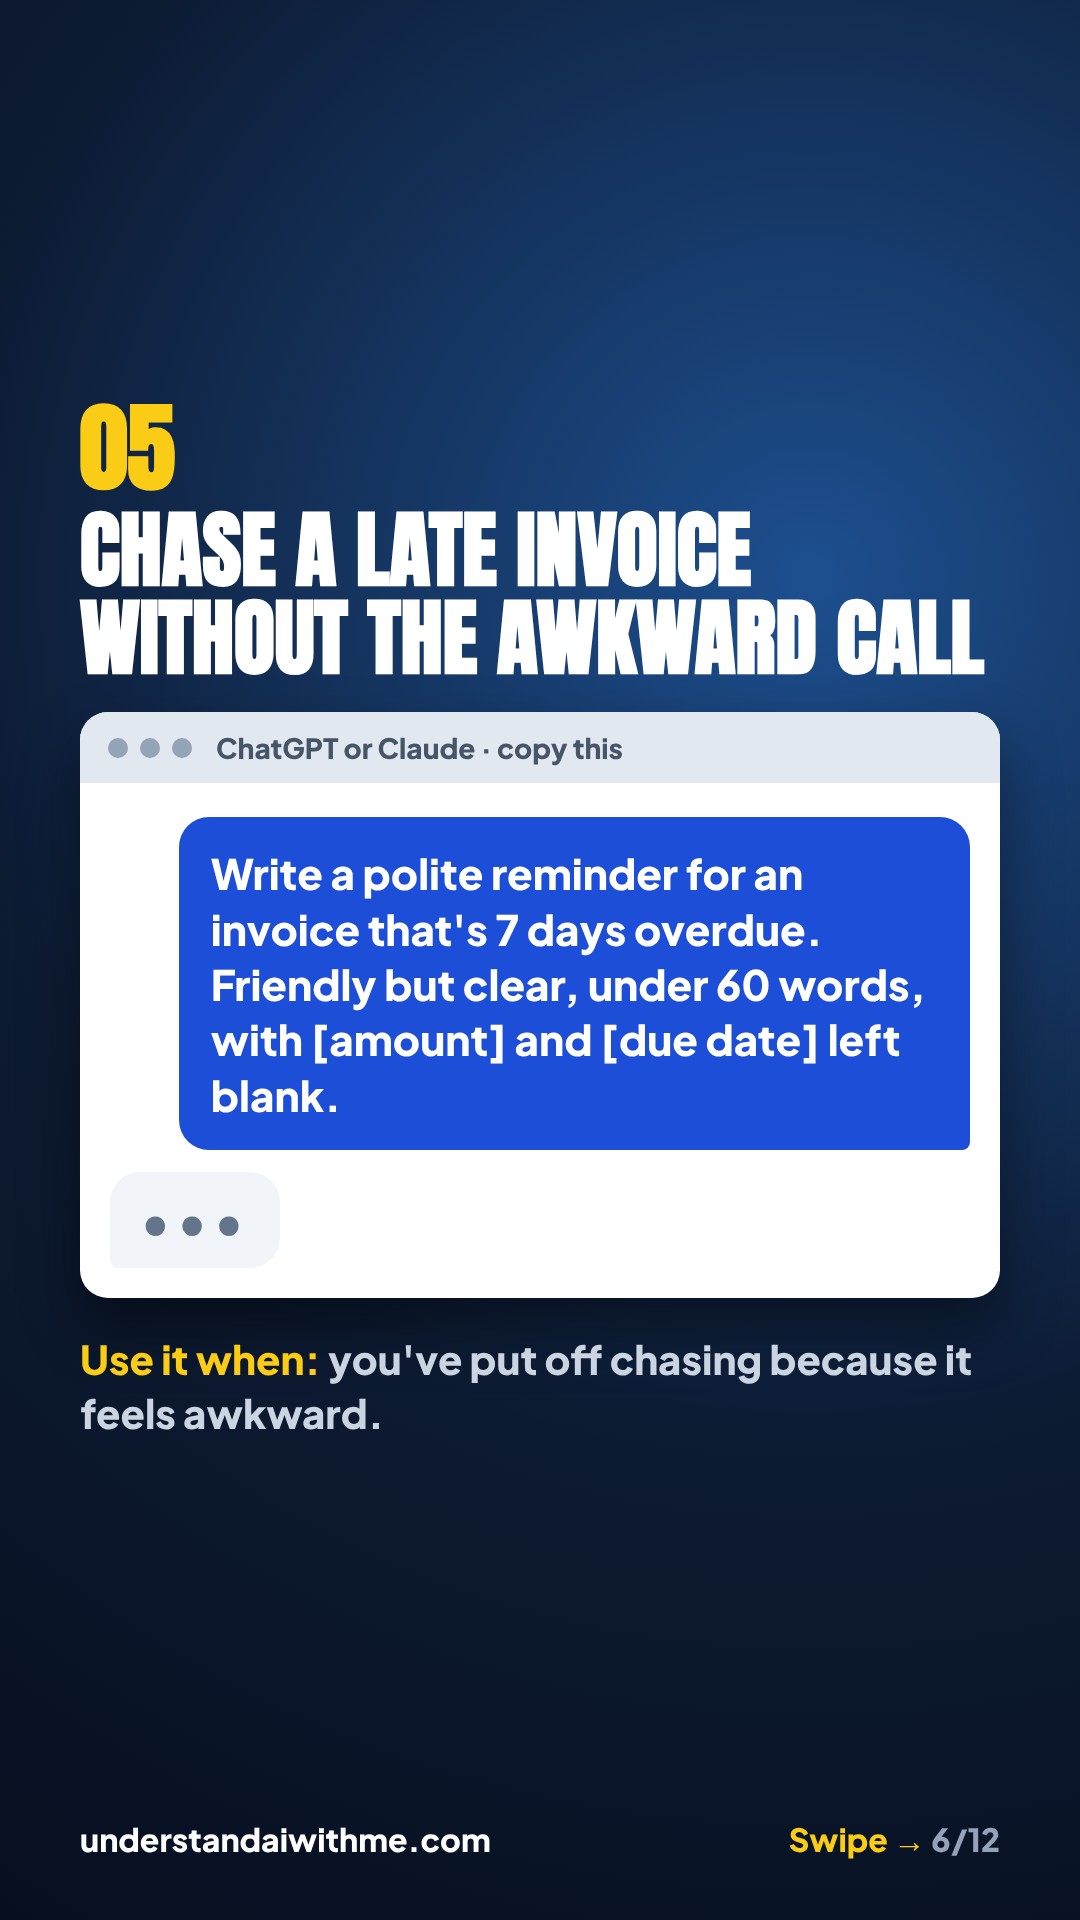 05
CHASE A LATE INVOICE
WITHOUT THE AWKWARD CALL
ChatGPT or Claude · copy this
Write a polite reminder for an
invoice that's 7 days overdue.
Friendly but clear, under 60 words,
with [amount] and [due date] left
blank.
Use it when: you've put off chasing because it
feels awkward.
understandaiwithme.com
Swipe → 6/12